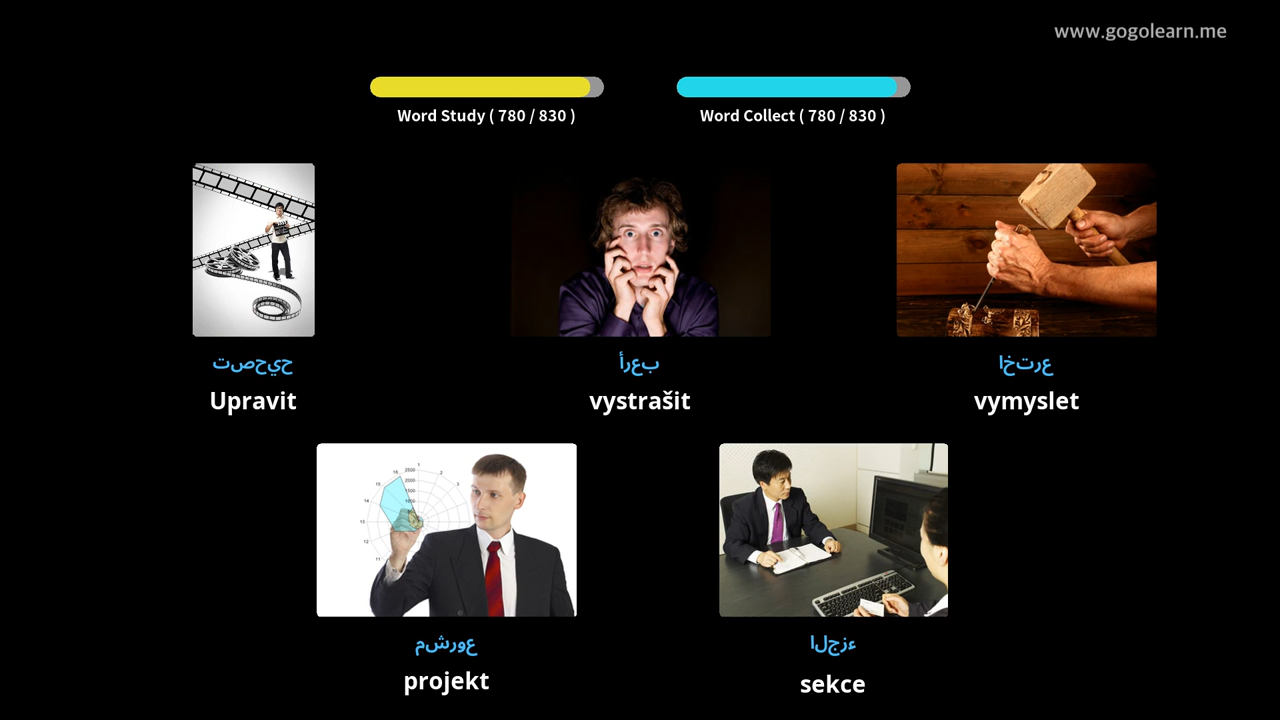 www.gogolearn.me
Word Study ( 780 / 830 )
Word Collect ( 780 / 830 )
تصحيح
أرعب
اخترع
Upravit
vystrašit
vymyslet
مشروع
الجزء
projekt
sekce